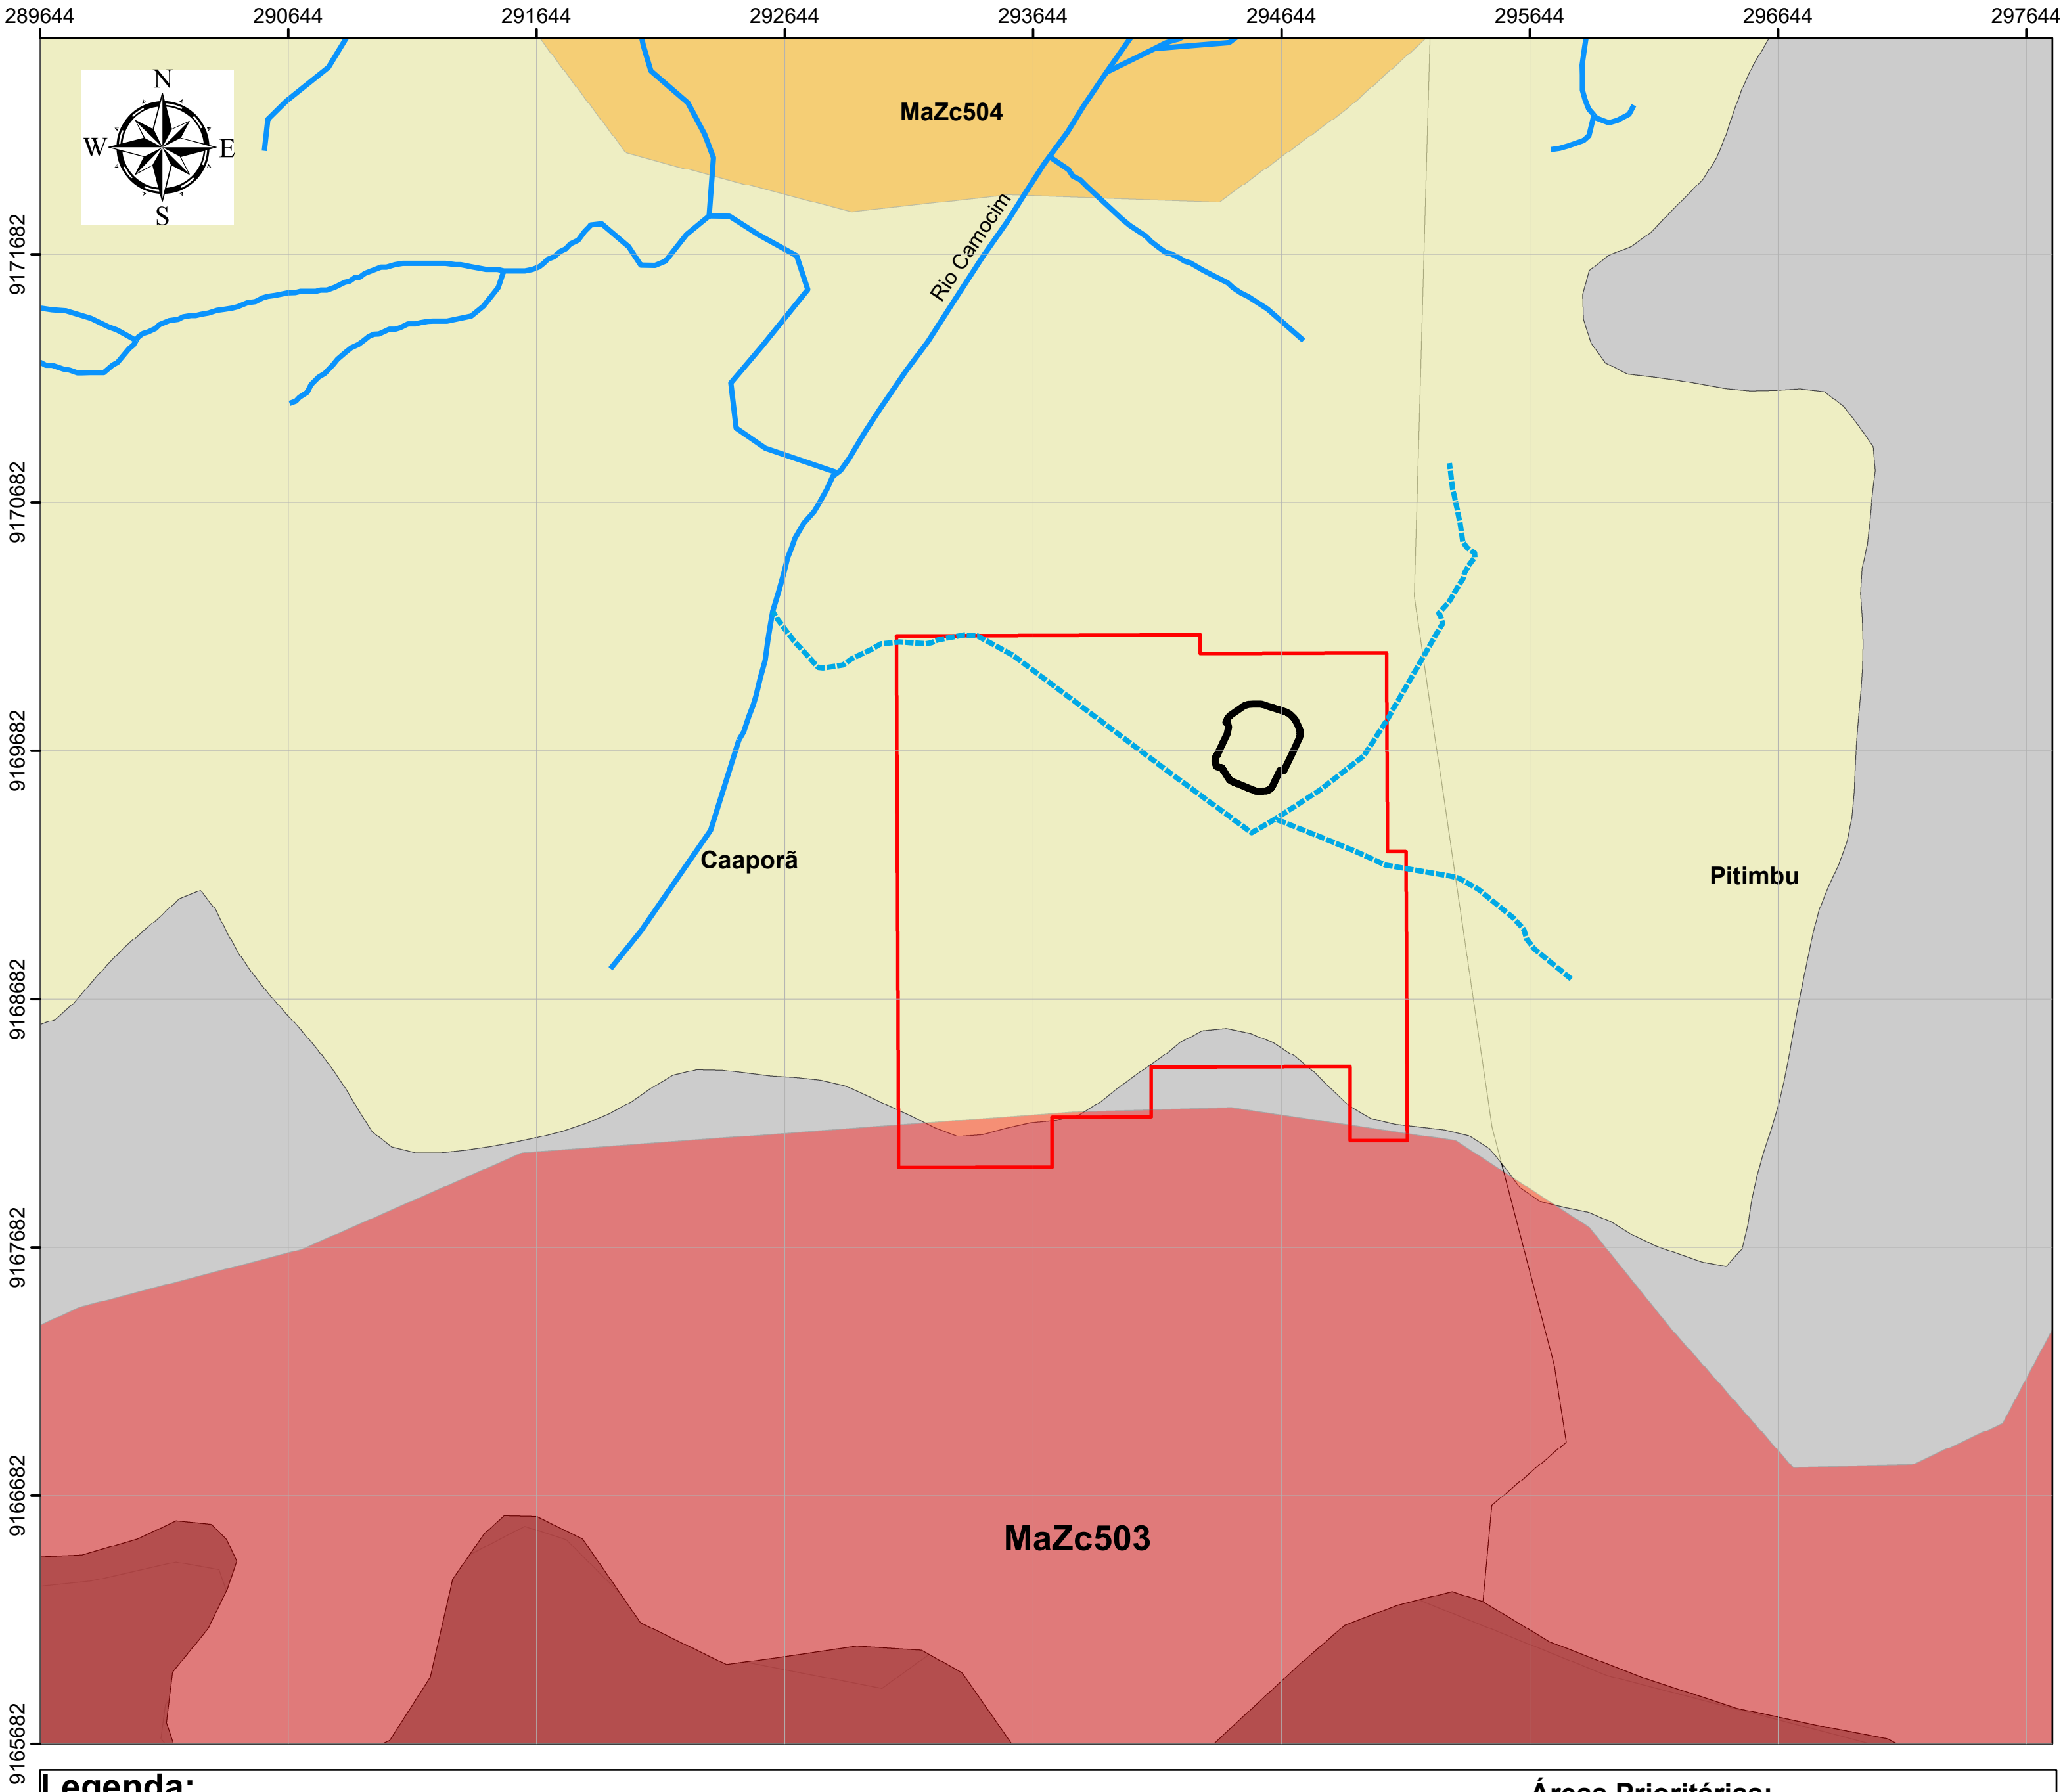 289644 290644 291644 292644 293644 294644 295644 296644 297644
N
W E
S
MaZc504
9171682
Rio Camocim
9170682
9169682
Caaporã
Pitimbu
9168682
9167682
9166682
MaZc503
9165682
Legenda:
Áreas Prioritárias: